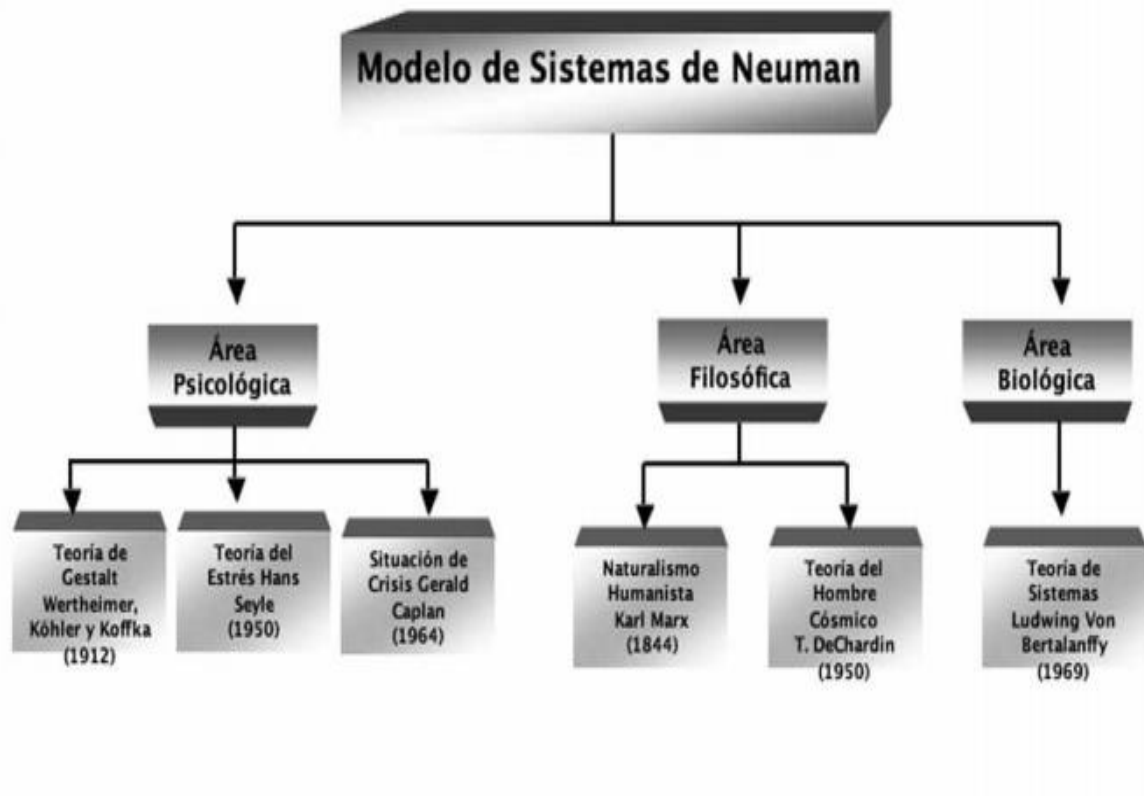 Modelo de Sistemas de Neuman
Área
Psicológica
Área
Filosófica
Área
Biológica
Teoría de
Gestalt
Wertheimer,
Kóhler y Koffka
(1912)
Teoría del
Estrés Hans
Seyle
(1950)
Situación de
Crisis Gerald
Caplan
(1964)
Naturalismo
Humanista
Karl Marx
(1844)
Teoría del
Hombre
Cósmico
T. DeChardin
(1950)
Teoría de
Sistemas
Ludwing Von
Bertalanffy
(1969)